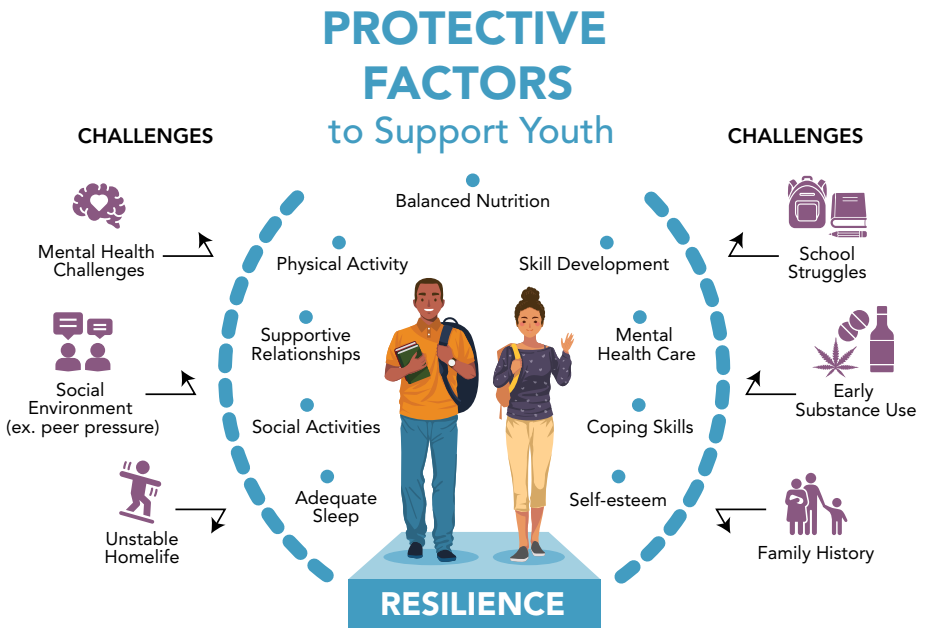 PROTECTIVE
FACTORS
to Support Youth
CHALLENGES
Mental Health
Challenges
Social
Environment
(ex. peer pressure)
Unstable
Homelife
Balanced Nutrition
Physical Activity
Skill Development
Supportive
Relationships
Mental
Health Care
Social Activities
Coping Skills
Adequate
Sleep
Self-esteem
RESILIENCE
CHALLENGES
School
Struggles
Early
Substance Use
Family History